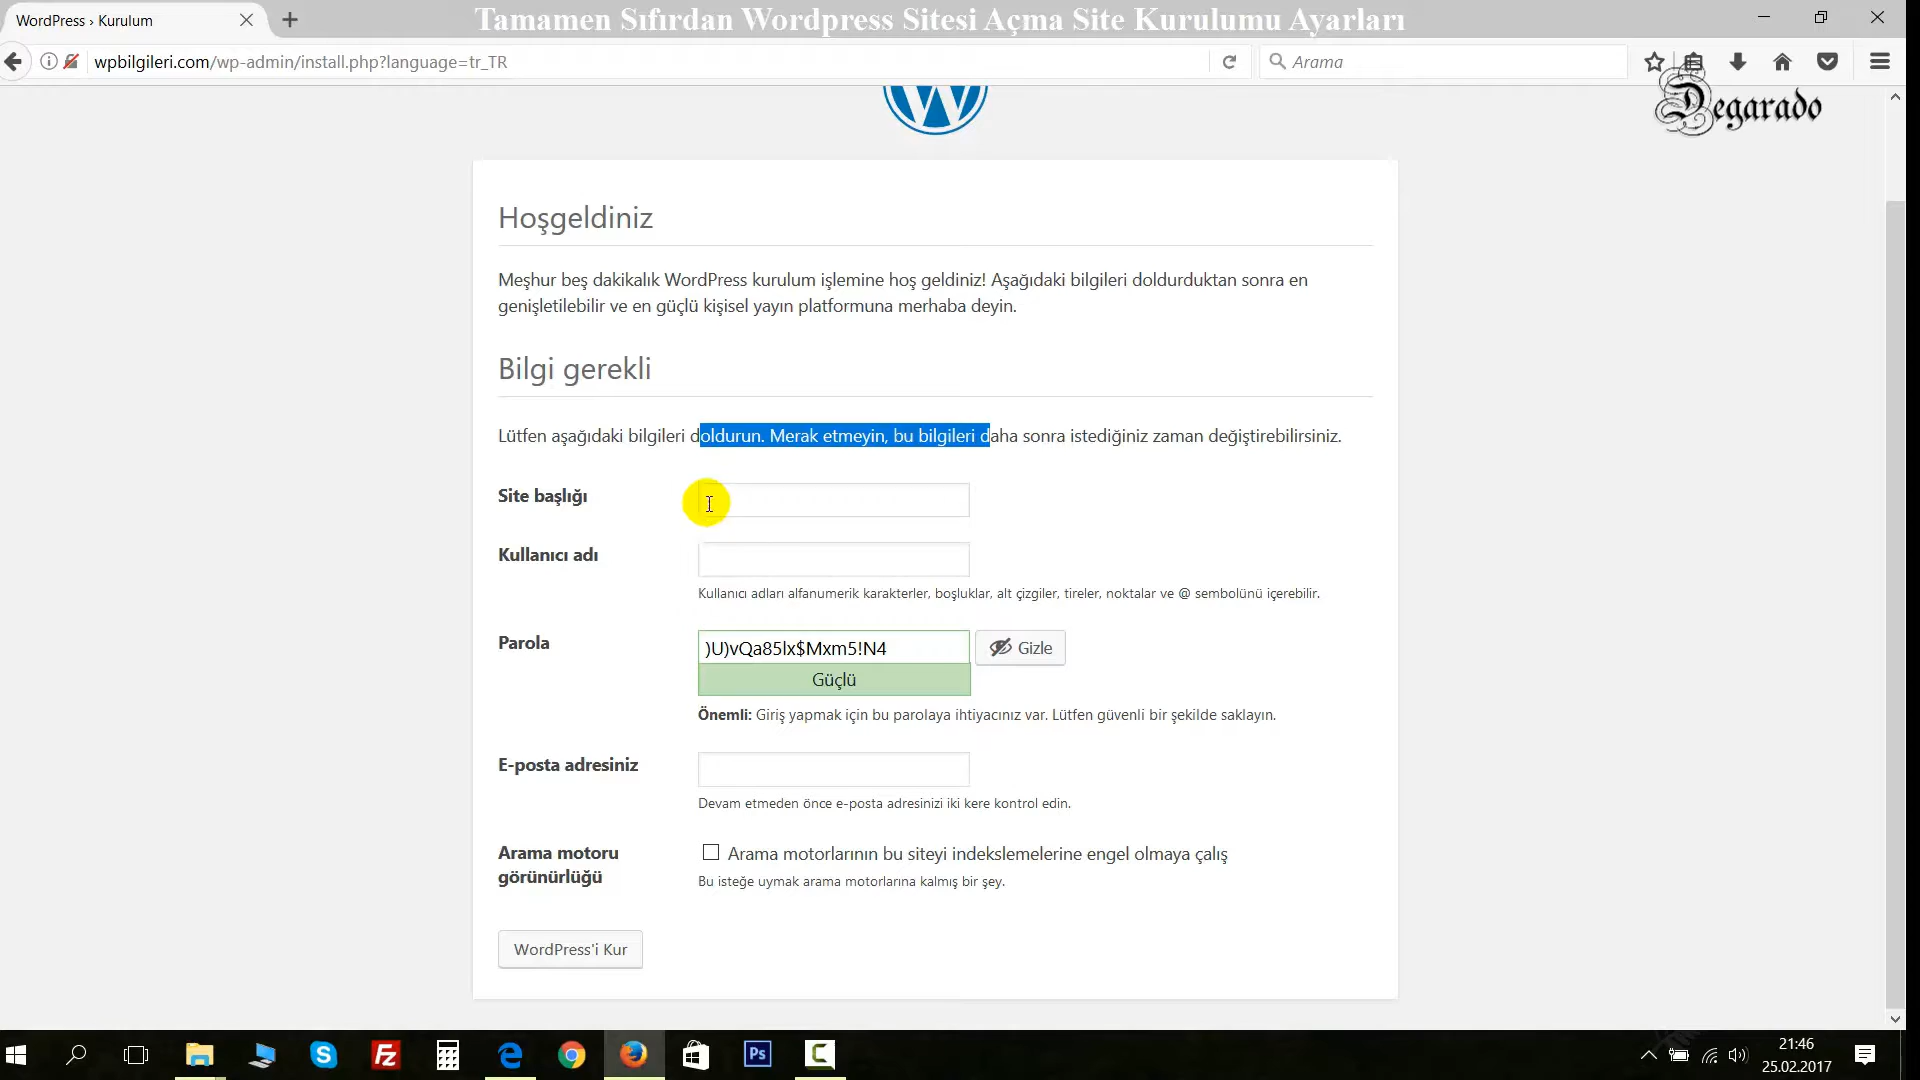 WordPress › Kurulum
Tamamen Sıfırdan Wordpress Sitesi Açma Site Kurulumu Ayarları
wpbilgileri.com/wp-admin/install.php?language=tr_TR
Arama
Degarado
Hoşgeldiniz
Meşhur beş dakikalık WordPress kurulum işlemine hoş geldiniz! Aşağıdaki bilgileri doldurduktan sonra en
genişletilebilir ve en güçlü kişisel yayın platformuna merhaba deyin.
Bilgi gerekli
Lütfen aşağıdaki bilgileri doldurun. Merak etmeyin, bu bilgileri daha sonra istediğiniz zaman değiştirebilirsiniz.
Site başlığı
Kullanıcı adı
Kullanıcı adları alfanumerik karakterler, boşluklar, alt çizgiler, tireler, noktalar ve @ sembolünü içerebilir.
Parola
)U)vQa85lx$Mxm5!N4
Gizle
Güçlü
Önemli: Giriş yapmak için bu parolaya ihtiyacınız var. Lütfen güvenli bir şekilde saklayın.
E-posta adresiniz
Devam etmeden önce e-posta adresinizi iki kere kontrol edin.
Arama motoru
görünürlüğü
Arama motorlarının bu siteyi indekslemelerine engel olmaya çalış
Bu isteğe uymak arama motorlarına kalmış bir şey.
WordPress'i Kur
21:46
25.02.2017